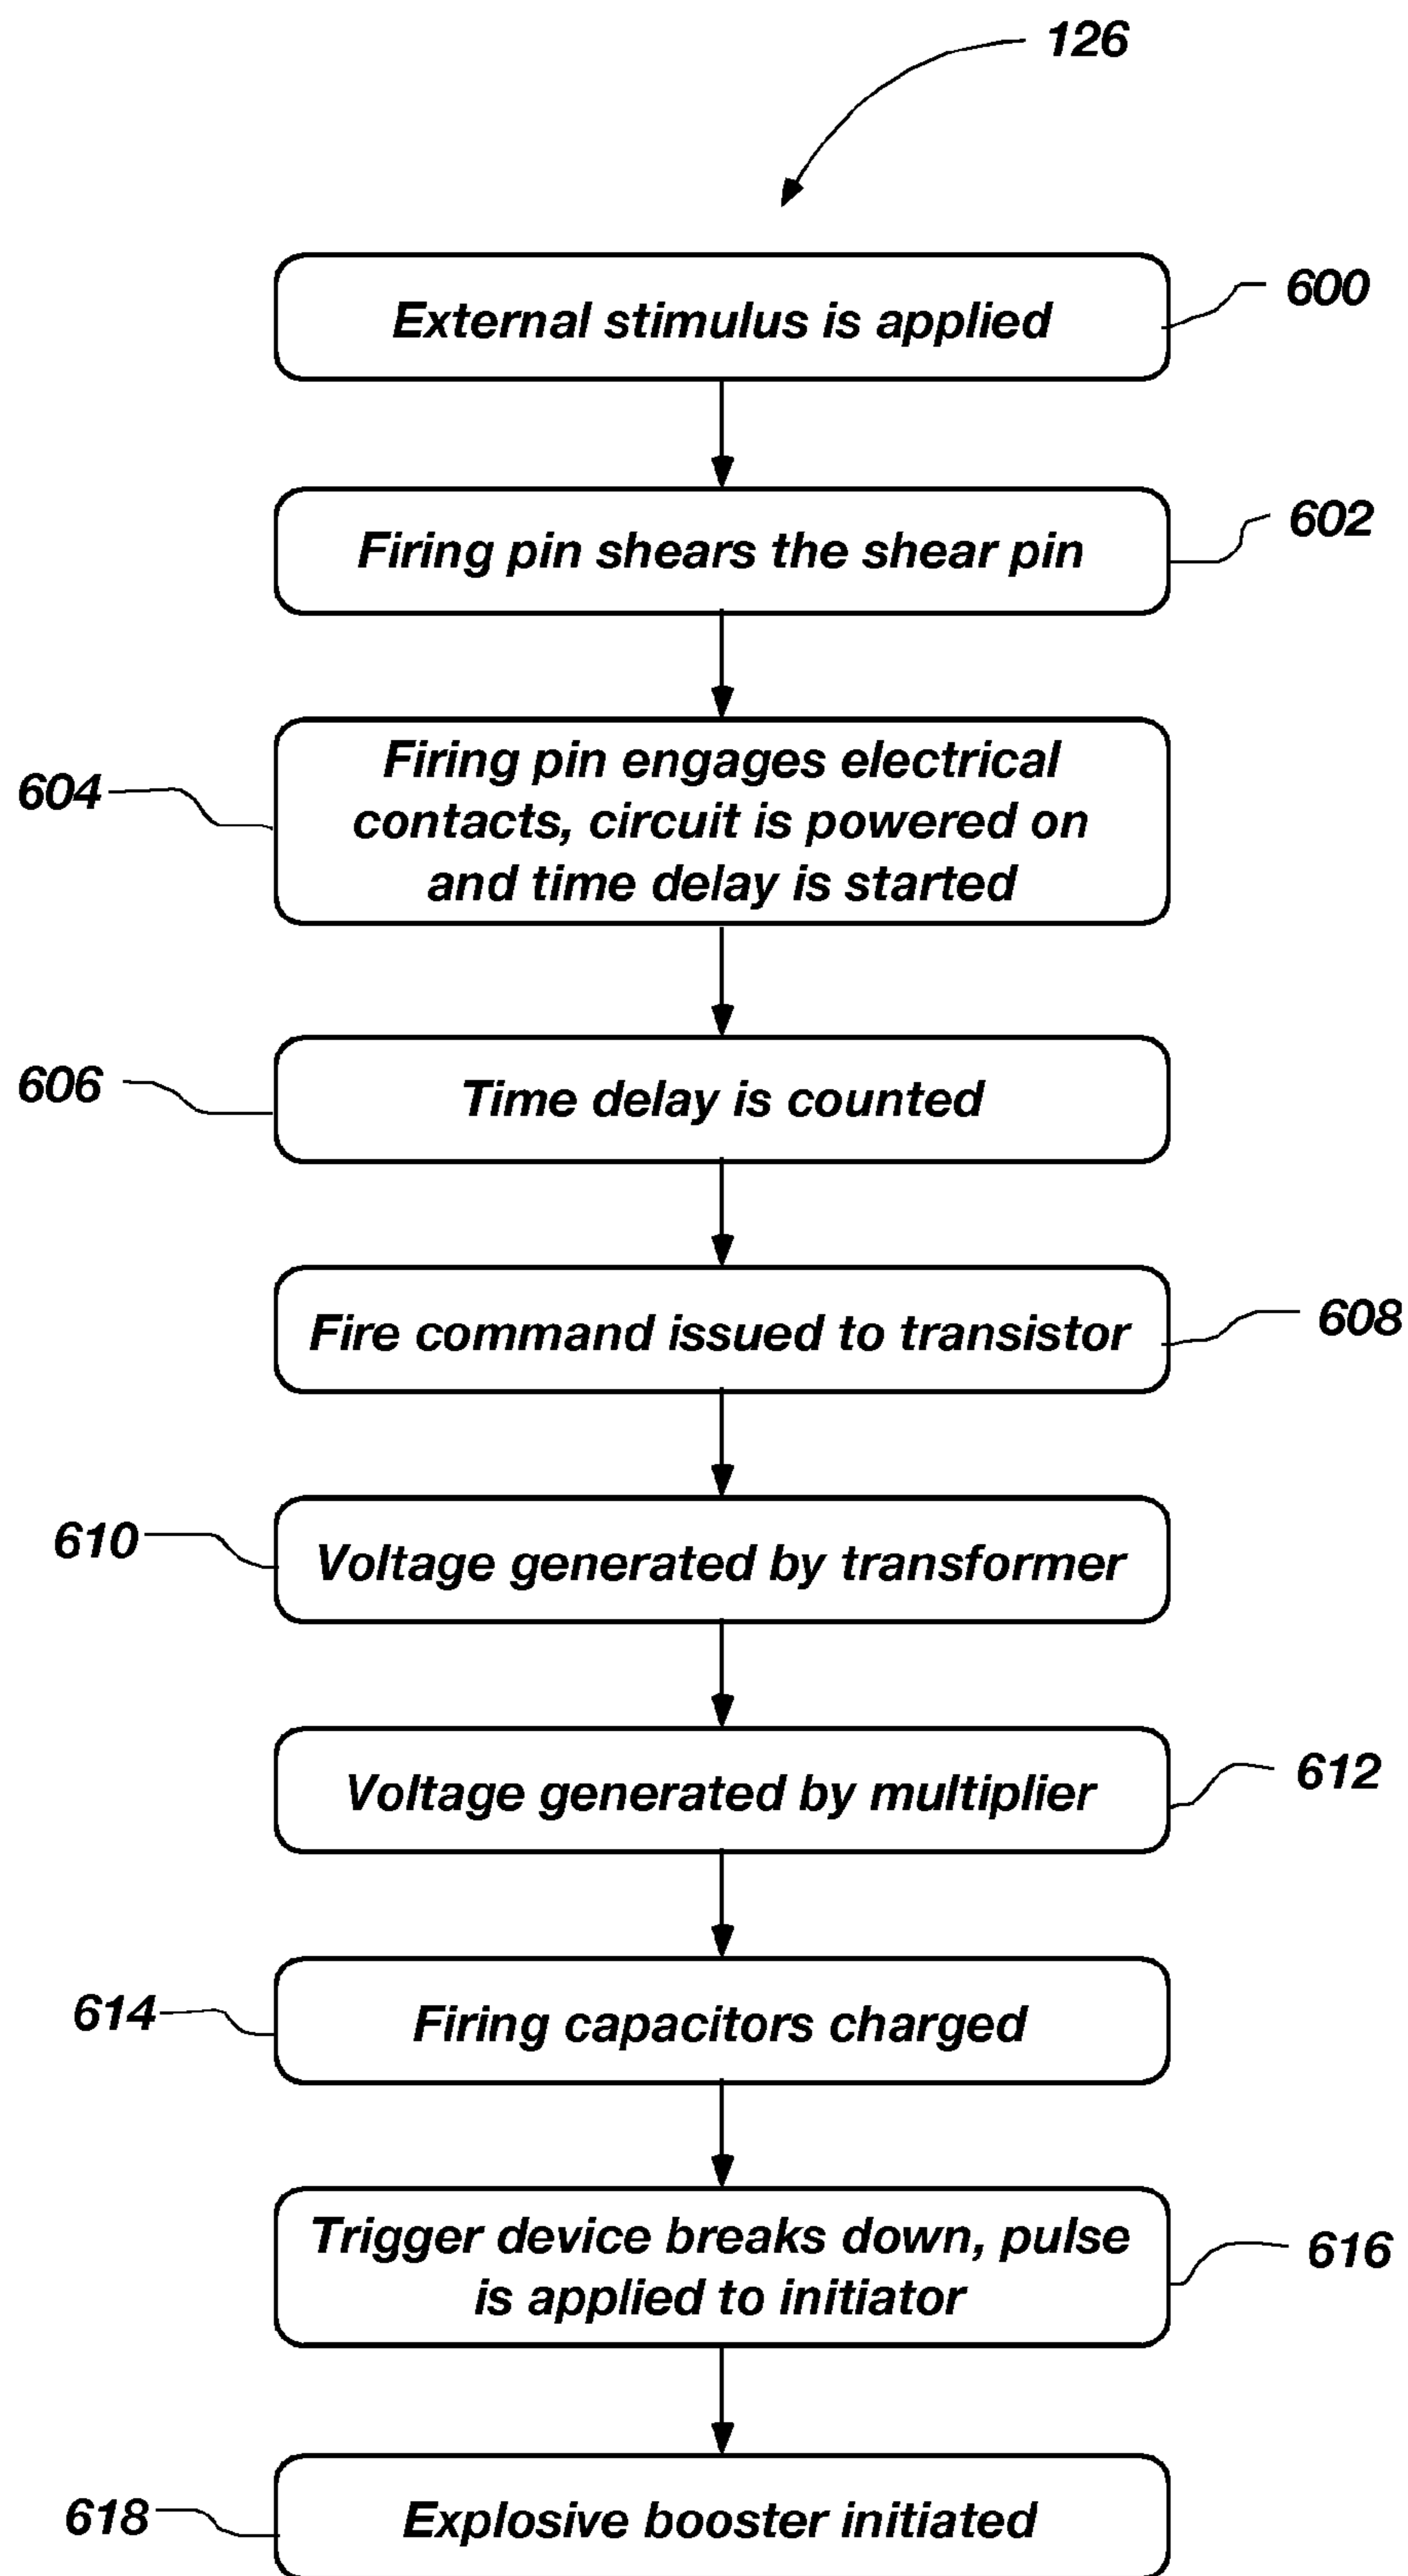 126
External stimulus is applied
600
Firing pin shears the shear pin
602
604
Firing pin engages electrical
contacts, circuit is powered on
and time delay is started
606
Time delay is counted
Fire command issued to transistor
608
610
Voltage generated by transformer
Voltage generated by multiplier
612
614
Firing capacitors charged
Trigger device breaks down, pulse
is applied to initiator
616
618
Explosive booster initiated